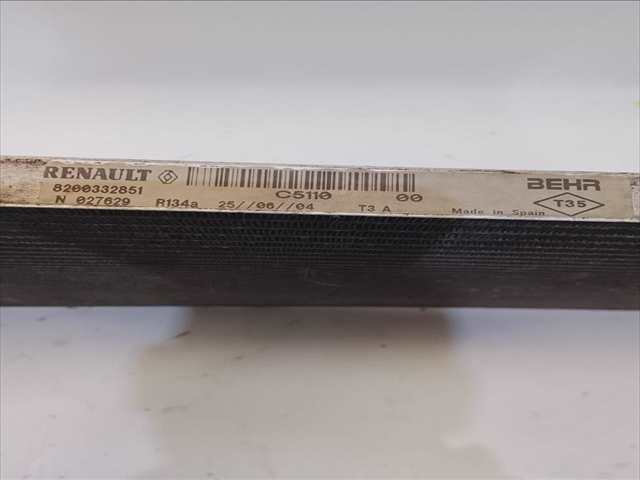 RENAULT
BEHR
8200332851
C5110 00
T35
N 027629 R134a 25//06//04 T3 A Made in Spain